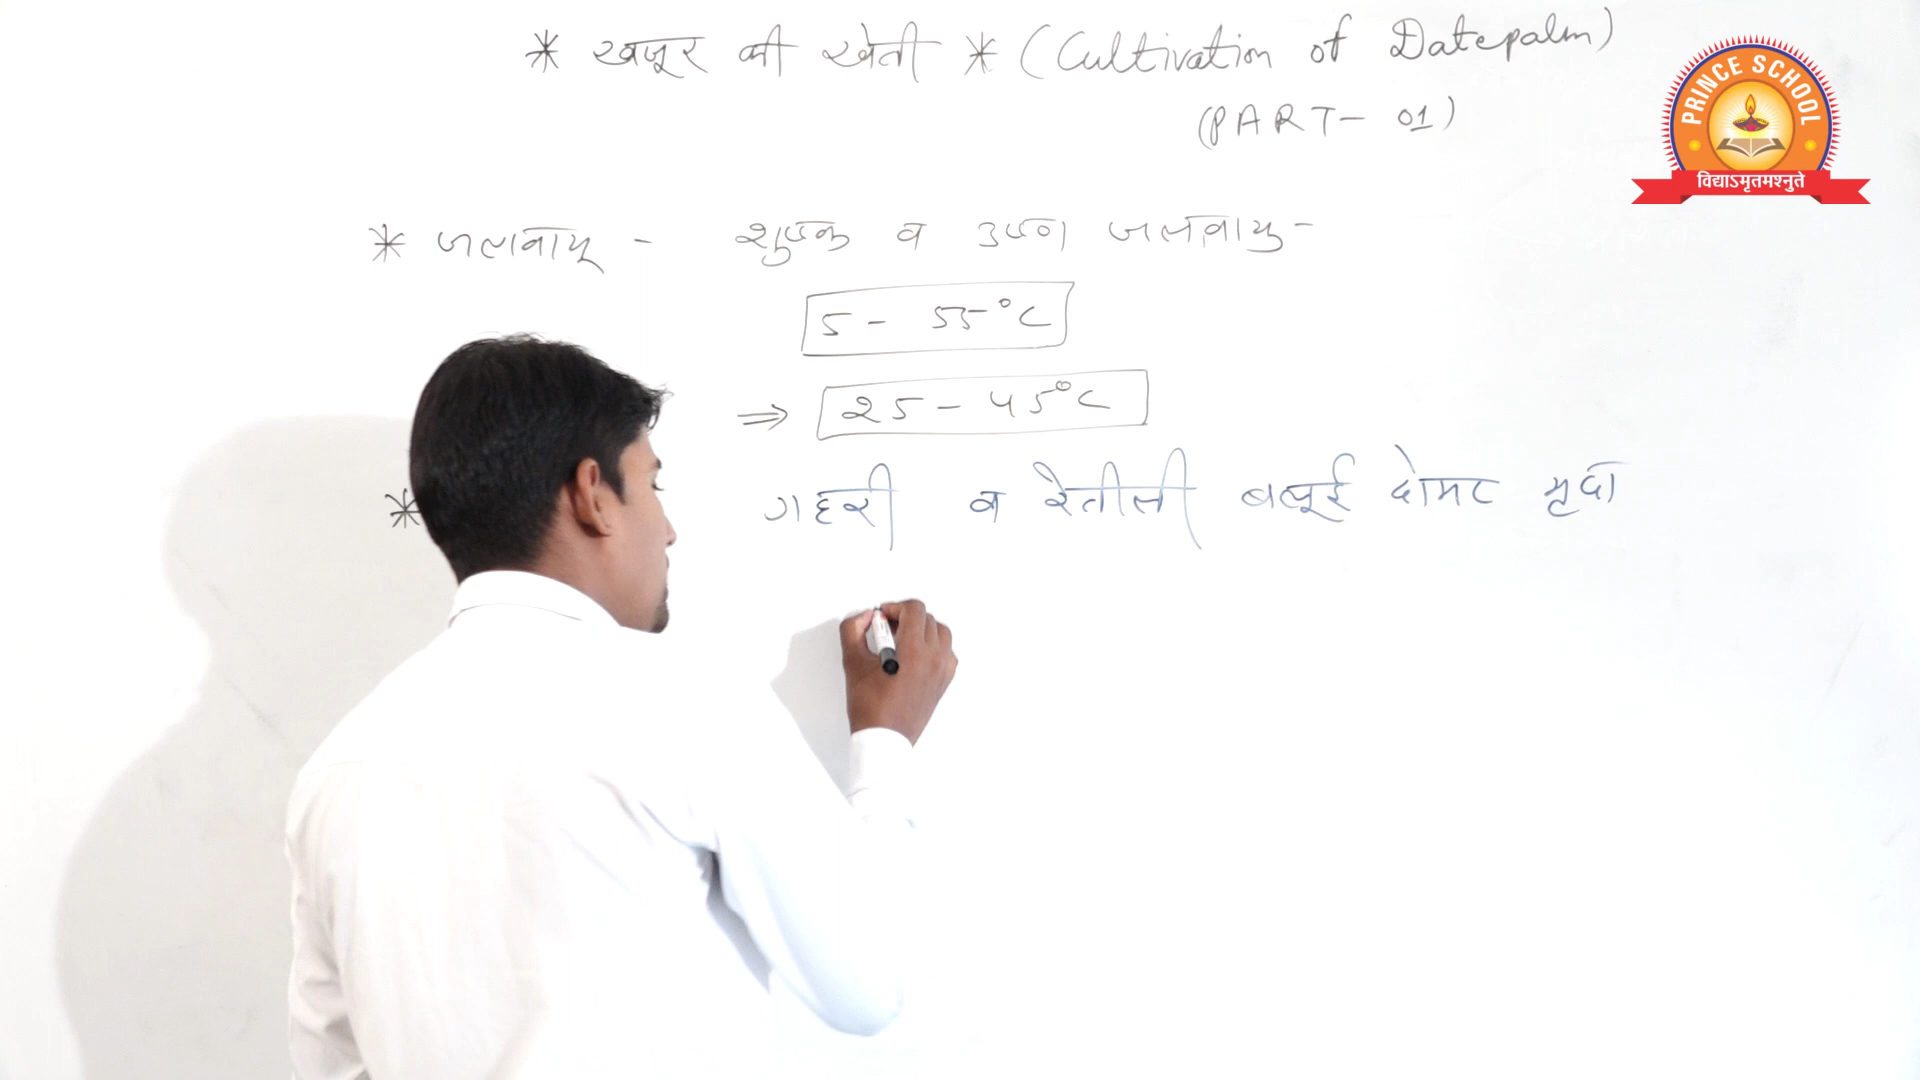 * खजूर की खेती * (Cultivation of Datepalm)
(PART- 01)
PRINCE SCHOOL
विद्याऽमृतमश्नुते
* जलवायु - शुष्क व उष्ण जलवायु-
5 - 55°C
⇒ 25 - 45°C
* गहरी व रेतीली बलूई दोमट मृदा